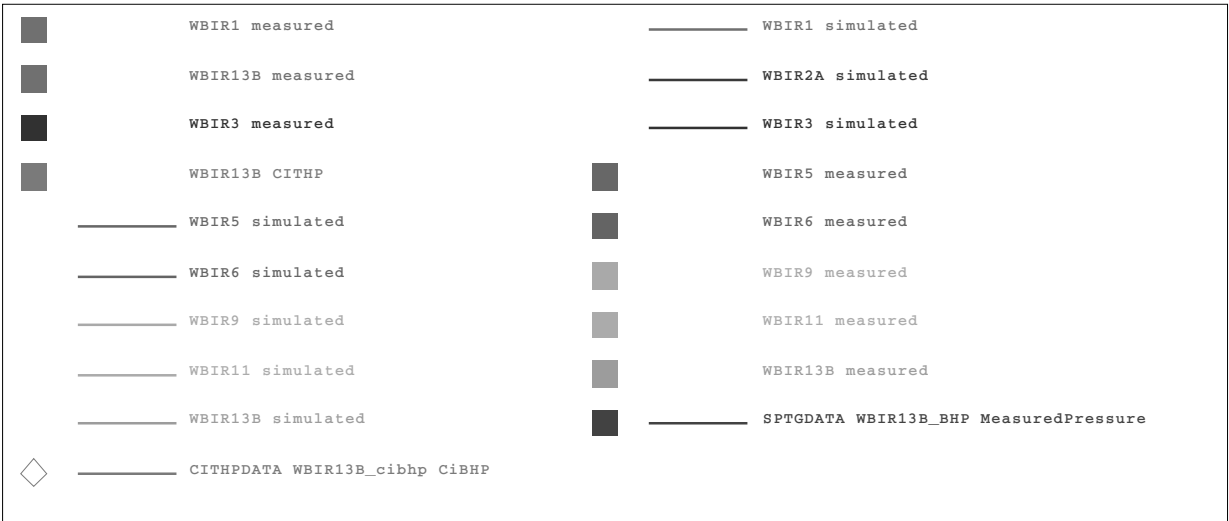 WBIR1 measured
WBIR1 simulated
WBIR13B measured
WBIR2A simulated
WBIR3 measured
WBIR3 simulated
WBIR13B CITHP
WBIR5 measured
WBIR5 simulated
WBIR6 measured
WBIR6 simulated
WBIR9 measured
WBIR9 simulated
WBIR11 measured
WBIR11 simulated
WBIR13B measured
WBIR13B simulated
SPTGDATA WBIR13B_BHP MeasuredPressure
CITHPDATA WBIR13B_cibhp CiBHP